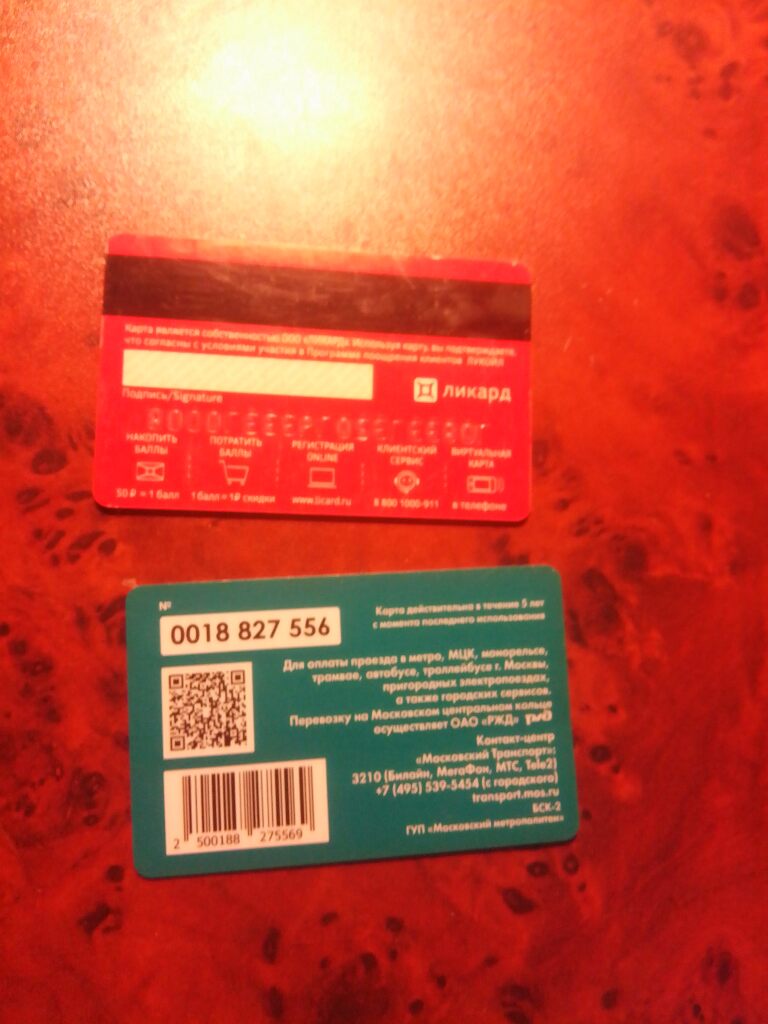 Карта является собственностью ООО «ЛИКАРД». Используя карту, вы подтверждаете,
что согласны с условиями участия в Программе поощрения клиентов ЛУКОЙЛ
Подпись/Signature
ликард
НАКОПИТЬ БАЛЛЫ
50 ₽ = 1 балл
ПОТРАТИТЬ БАЛЛЫ
1 балл = 1₽ скидки
РЕГИСТРАЦИЯ ONLINE
www.licard.ru
КЛИЕНТСКИЙ СЕРВИС
8 800 1000-911
ВИРТУАЛЬНАЯ КАРТА
в телефоне
№
0018 827 556
Карта действительна в течение 5 лет
с момента последнего использования
Для оплаты проезда в метро, МЦК, монорельсе,
трамвае, автобусе, троллейбусе г. Москвы,
пригородных электропоездах,
а также городских сервисов.
Перевозку на Московском центральном кольце
осуществляет ОАО «РЖД» РЖД
Контакт-центр
«Московский Транспорт»:
3210 (Билайн, МегаФон, МТС, Tele2)
+7 (495) 539-5454 (с городского)
transport.mos.ru
БСК-2
ГУП «Московский метрополитен»
2 500188 275569